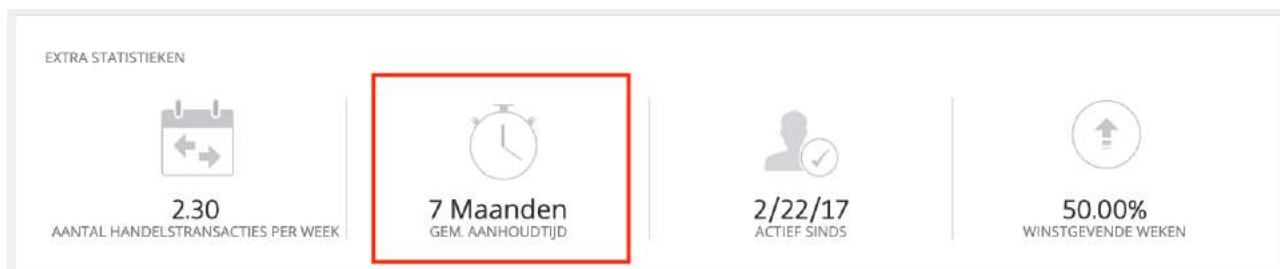 EXTRA STATISTIEKEN
2.30
AANTAL HANDELSTRANSACTIES PER WEEK
7 Maanden
GEM. AANHOUDTIJD
2/22/17
ACTIEF SINDS
50.00%
WINSTGEVENDE WEKEN